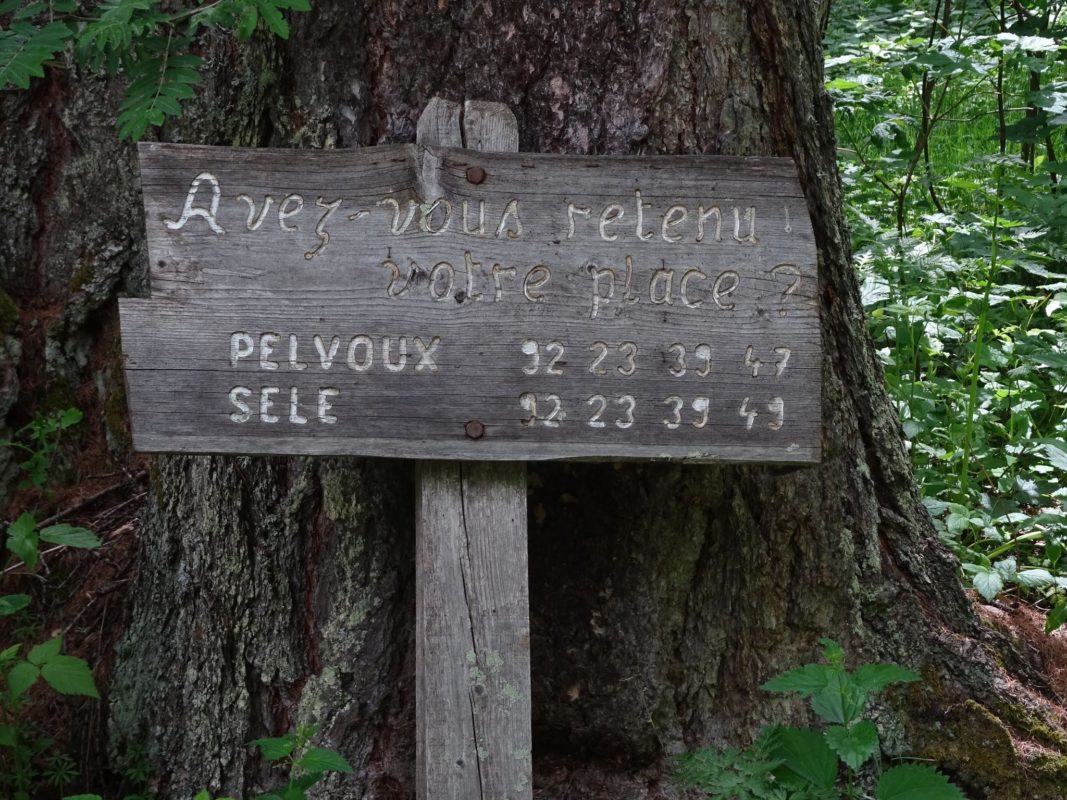 Avez-vous retenu !
votre place ?
PELVOUX 92 23 39 47
SELE 92 23 39 49